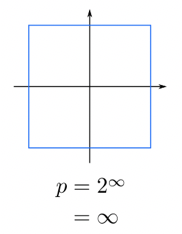 p = 2^∞
= ∞